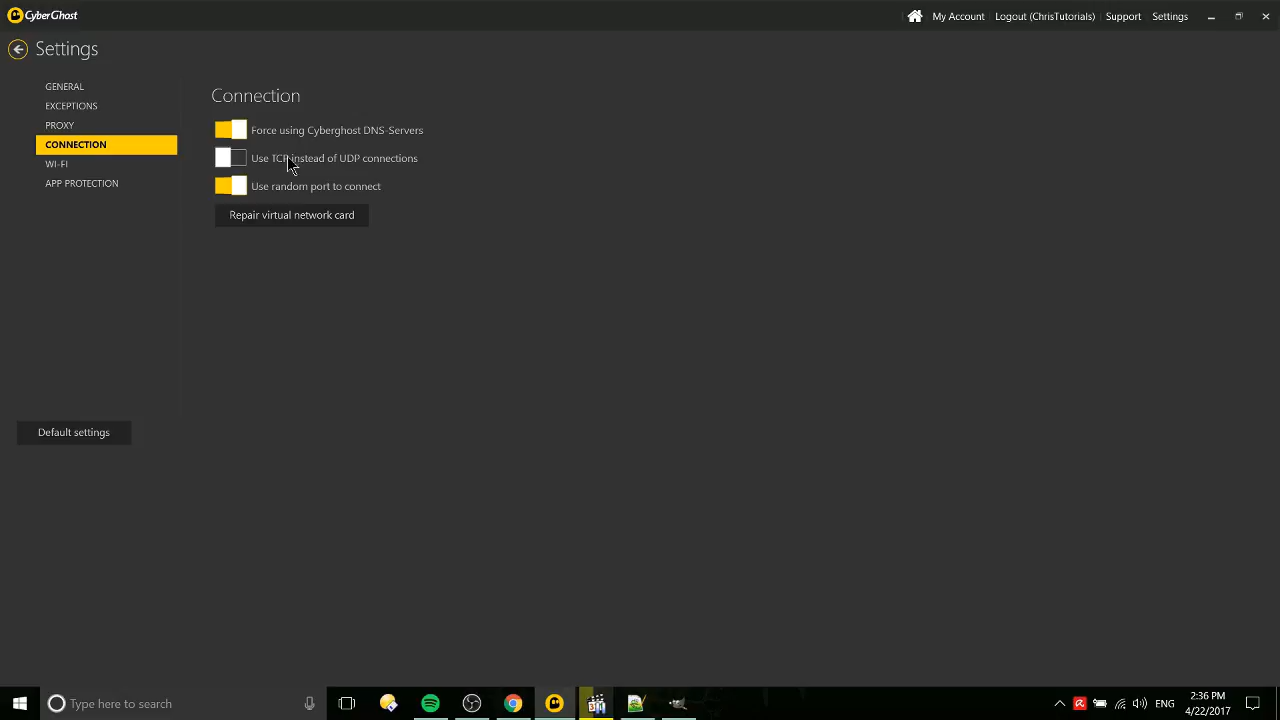 CyberGhost
My Account
Logout (ChrisTutorials)
Support
Settings
Settings
GENERAL
EXCEPTIONS
PROXY
CONNECTION
WI-FI
APP PROTECTION
Default settings
Connection
Force using Cyberghost DNS-Servers
Use TCP instead of UDP connections
Use random port to connect
Repair virtual network card
Type here to search
ENG
2:36 PM
4/22/2017